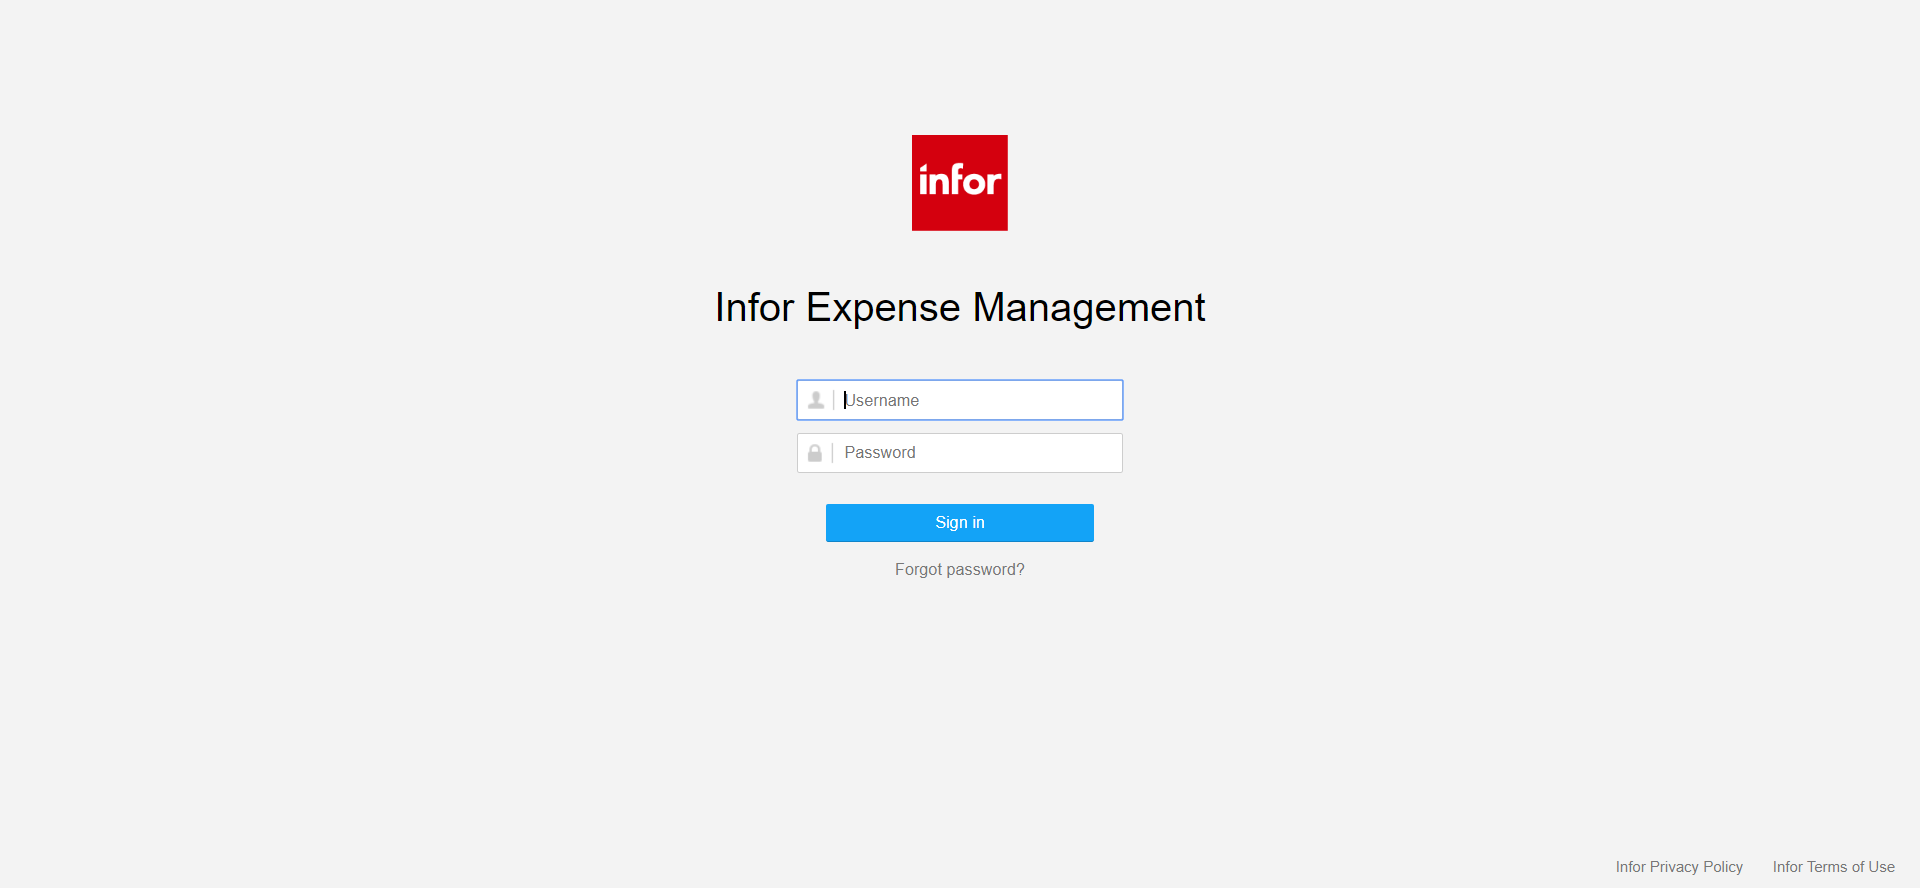 infor
Infor Expense Management
Username
Password
Sign in
Forgot password?
Infor Privacy Policy Infor Terms of Use